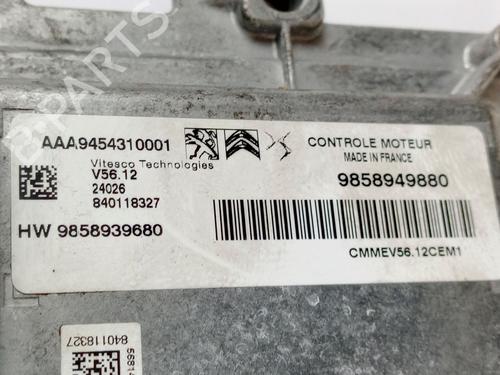 AAA9454310001
Vitesco Technologies
V56.12
24026
840118327
HW 9858939680
CONTROLE MOTEUR
MADE IN FRANCE
9858949880
CMMEV56.12CEM1
840118327